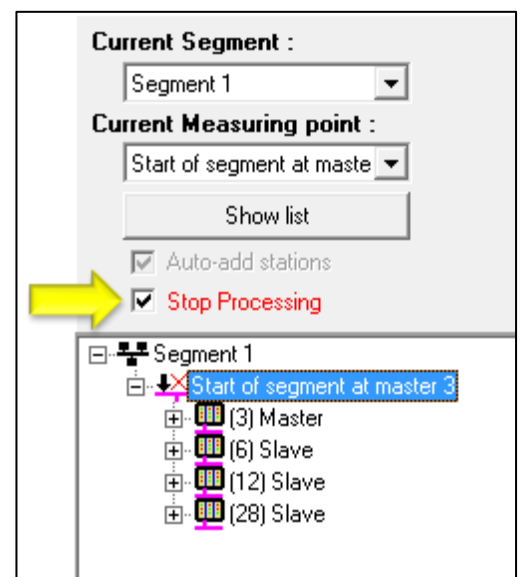 Current Segment :
Segment 1
Current Measuring point :
Start of segment at maste
Show list
Auto-add stations
Stop Processing
Segment 1
Start of segment at master 3
(3) Master
(6) Slave
(12) Slave
(28) Slave